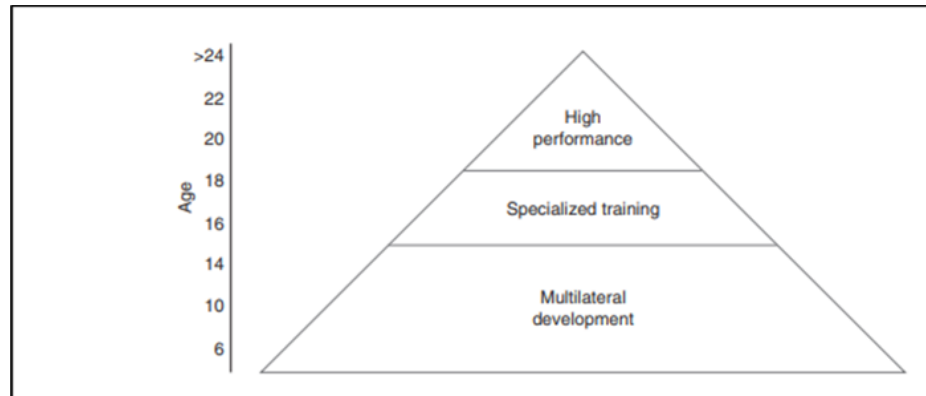 >24
22
20
18
16
14
10
6
Age
High
performance
Specialized training
Multilateral
development